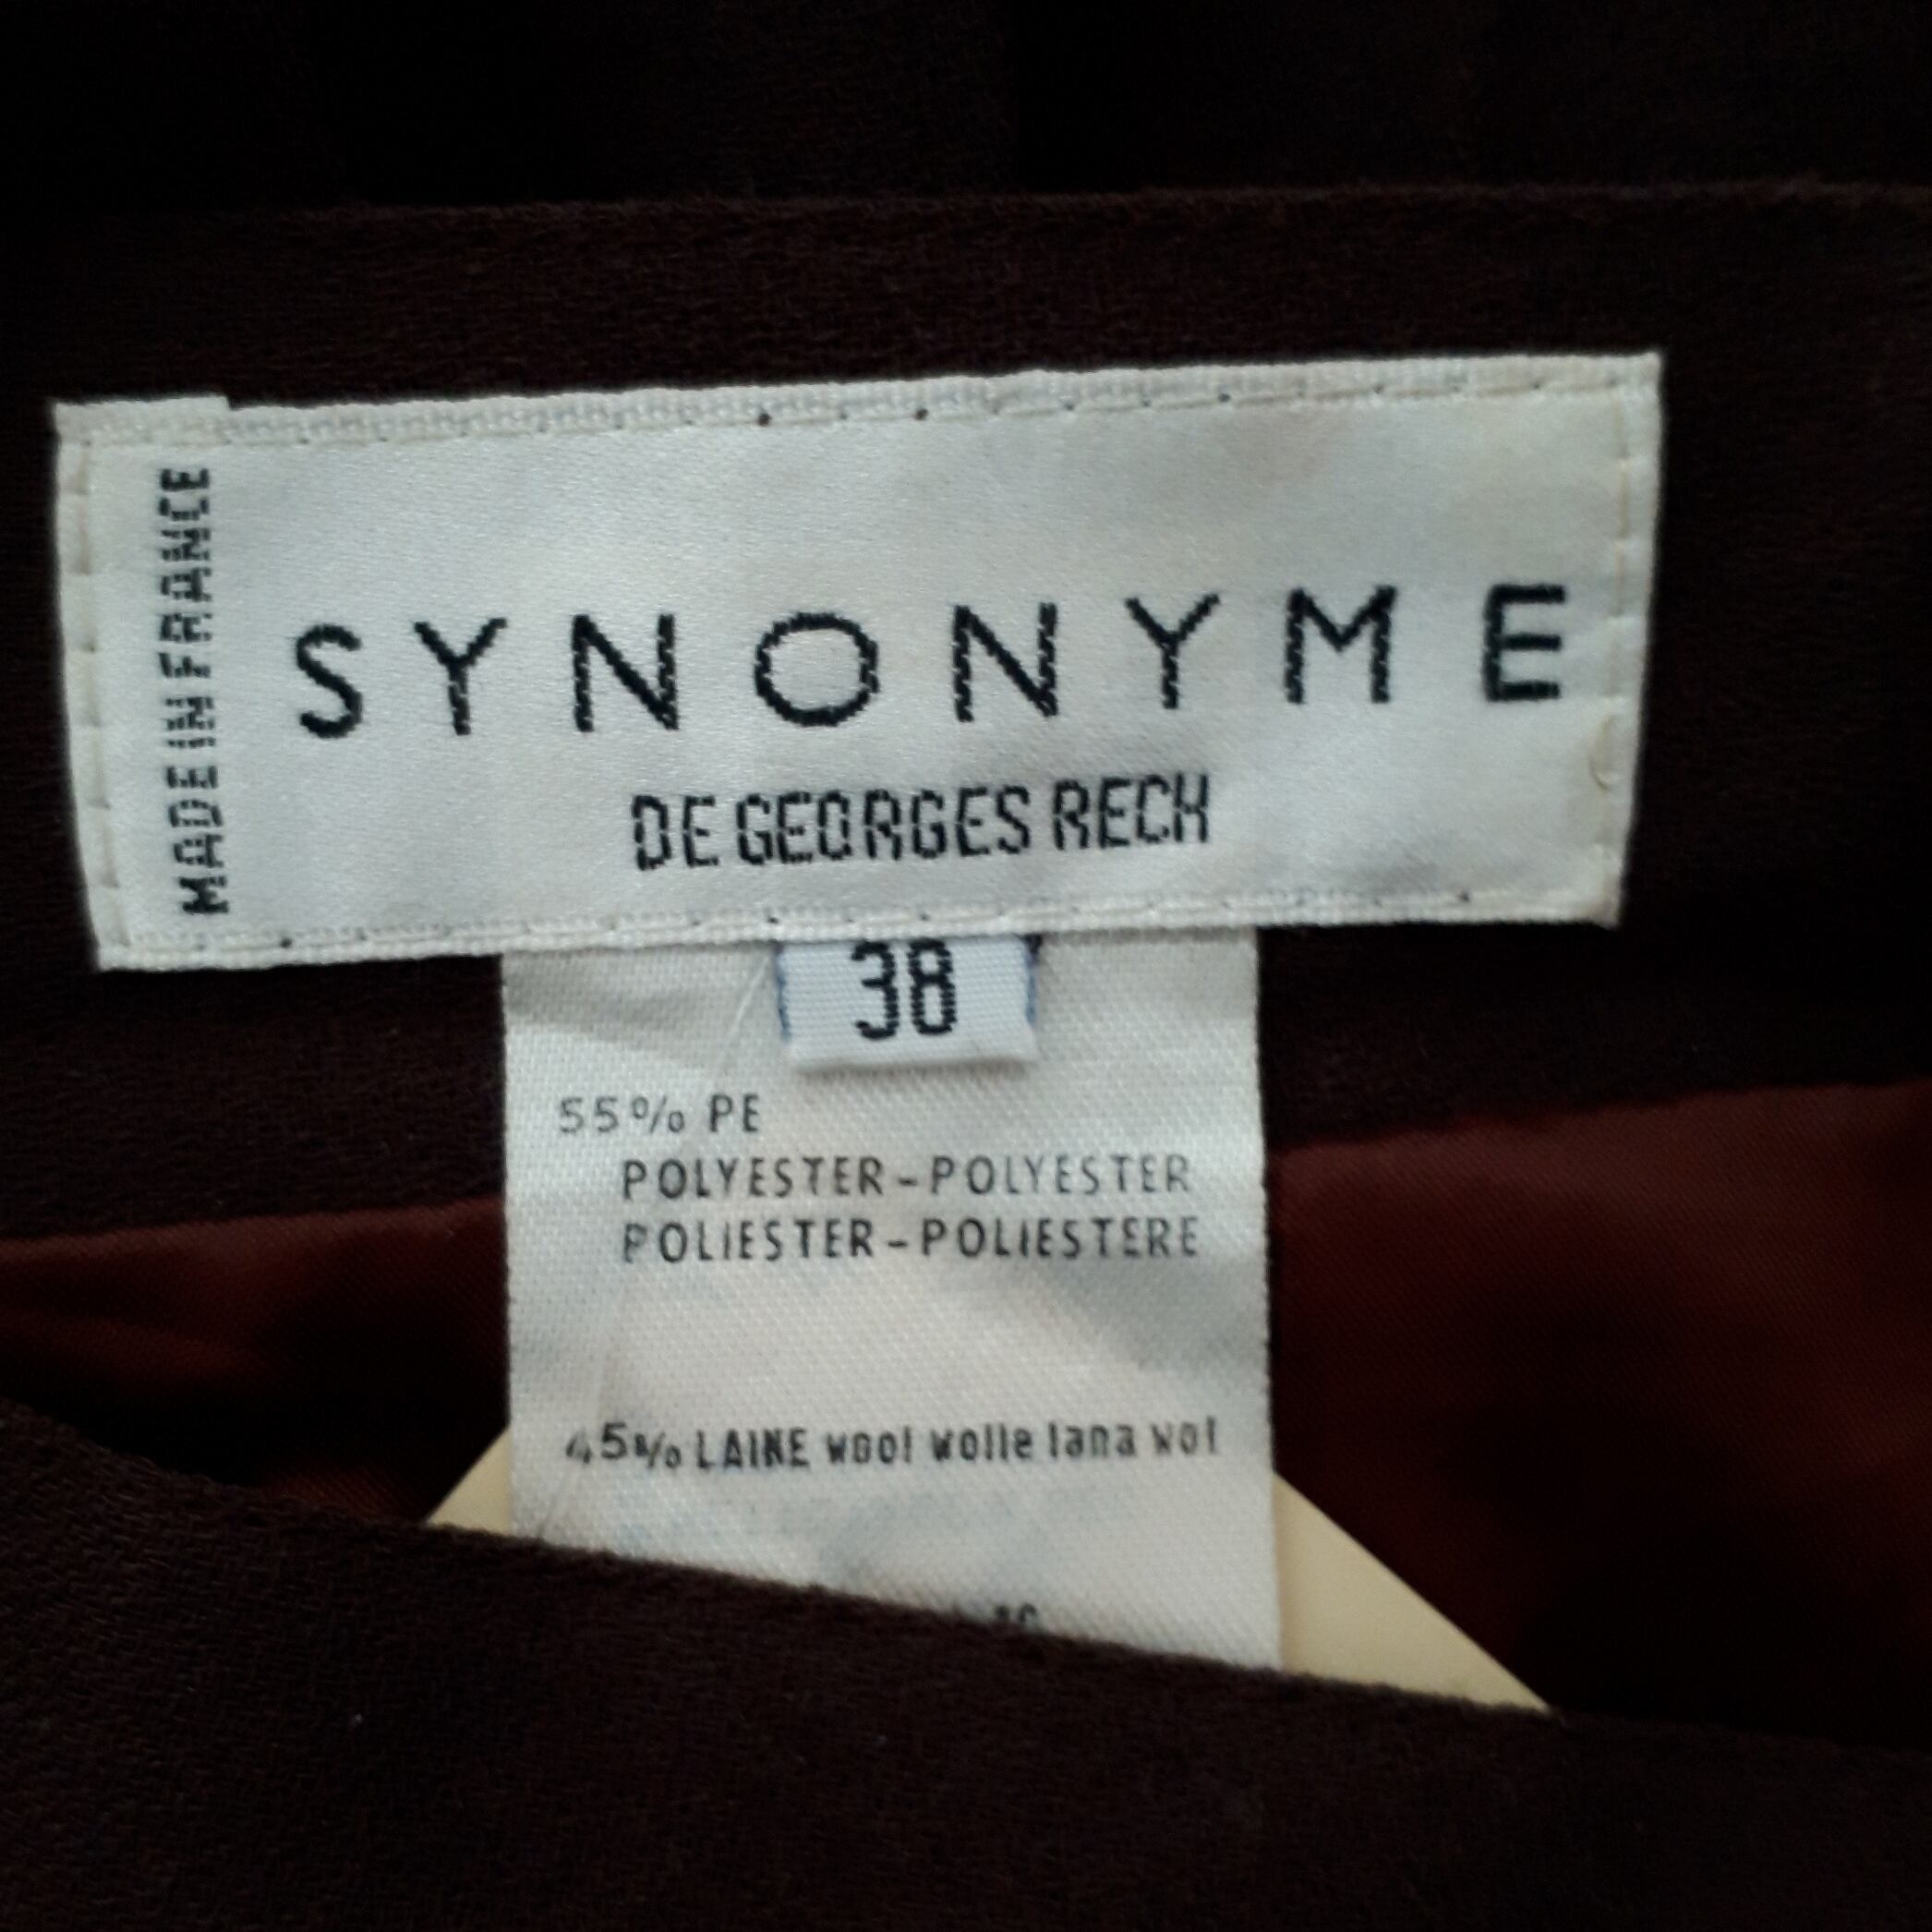 MADE IN FRANCE
SYNONYME
DE GEORGES RECH
38
55% PE
POLYESTER-POLYESTER
POLIESTER-POLIESTERE
45% LAINE wool wolle lana wol